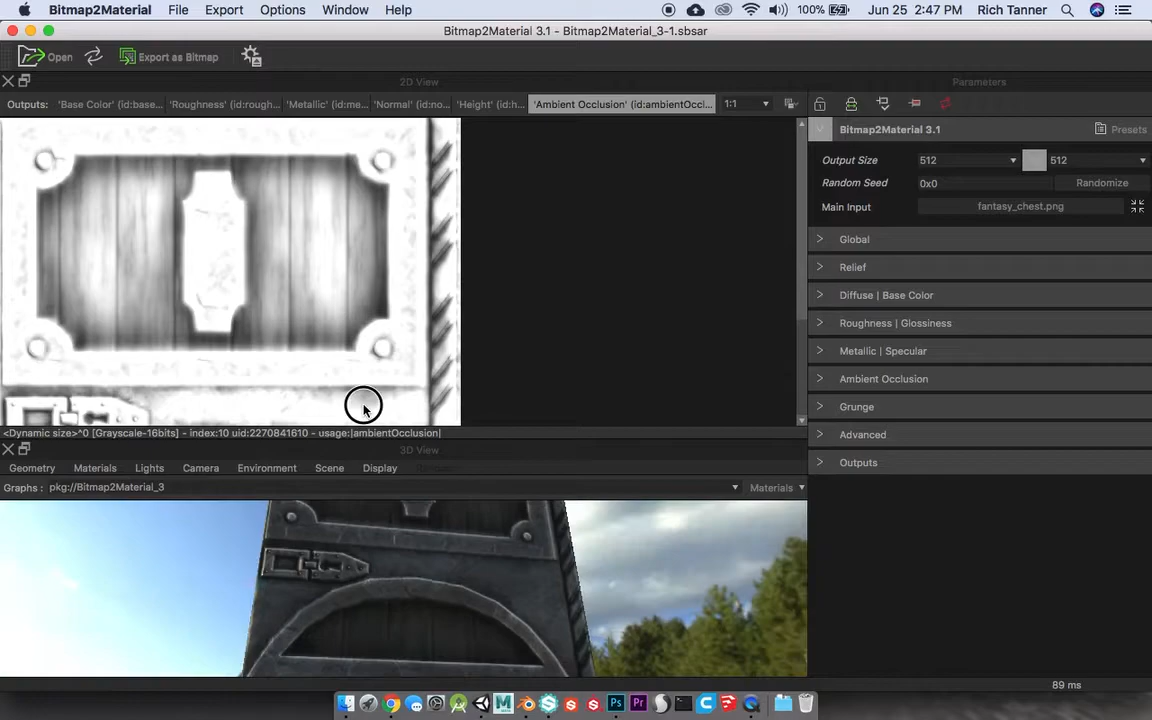 Bitmap2Material File Export Options Window Help 100% Jun 25 2:47 PM Rich Tanner
Bitmap2Material 3.1 - Bitmap2Material_3-1.sbsar
Open Export as Bitmap
2D View Parameters
Outputs: 'Base Color' (id:base... 'Roughness' (id:rough... 'Metallic' (id:me... 'Normal' (id:no... 'Height' (id:h... 'Ambient Occlusion' (id:ambientOccl... 1:1
Bitmap2Material 3.1 Presets
Output Size 512 512
Random Seed 0x0 Randomize
Main Input fantasy_chest.png
Global
Relief
Diffuse | Base Color
Roughness | Glossiness
Metallic | Specular
Ambient Occlusion
Grunge
Advanced
Outputs
<Dynamic size>^0 [Grayscale-16bits] - index:10 uid:2270841610 - usage:|ambientOcclusion|
3D View
Geometry Materials Lights Camera Environment Scene Display
Graphs : pkg://Bitmap2Material_3 Materials
89 ms